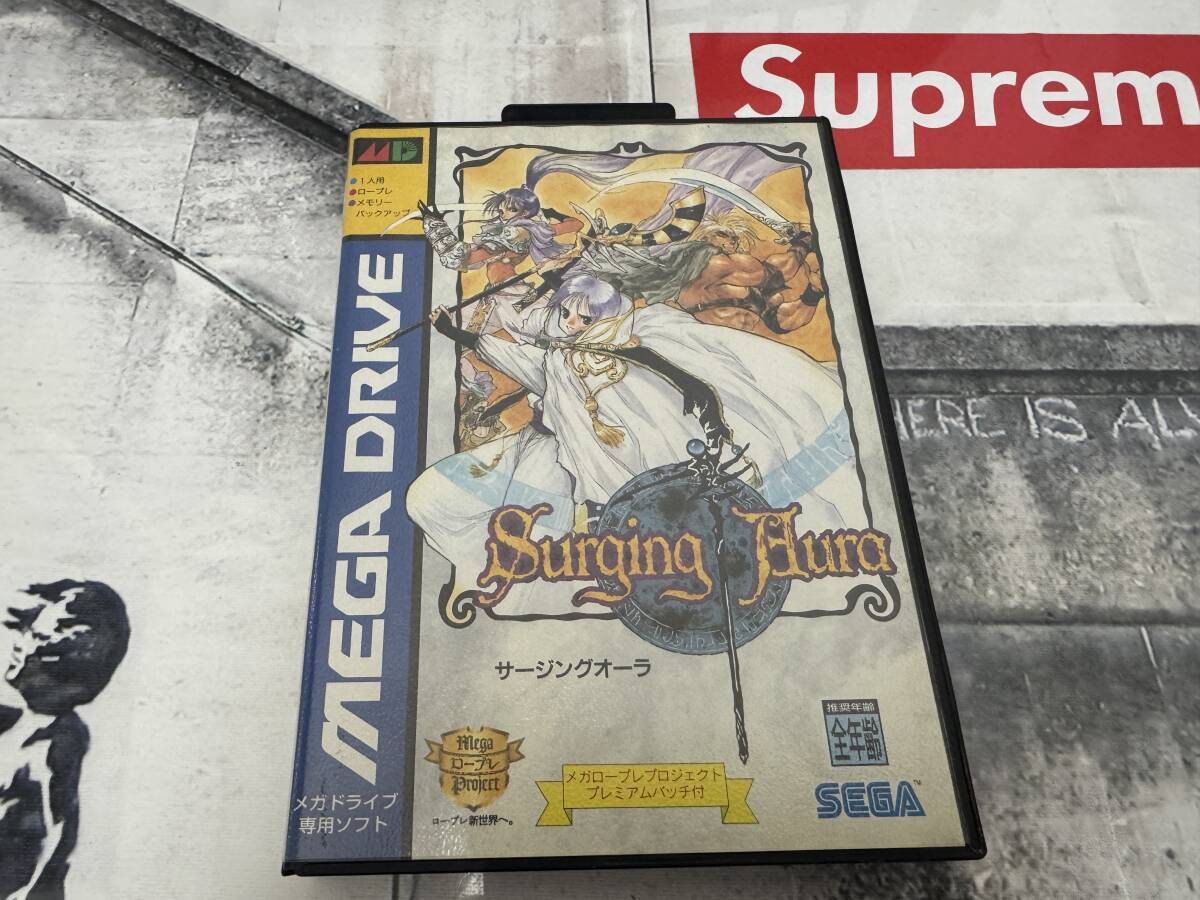 Suprem
MD
1人用
ロープレ
メモリー
バックアップ
MEGA DRIVE
HERE IS AL
Surging Aura
サージングオーラ
推奨年齢
全年齢
Mega
ロープレ
Project
ロープレ新世界へ。
メガロープレプロジェクト
プレミアムバッチ付
SEGA™
メガドライブ
専用ソフト